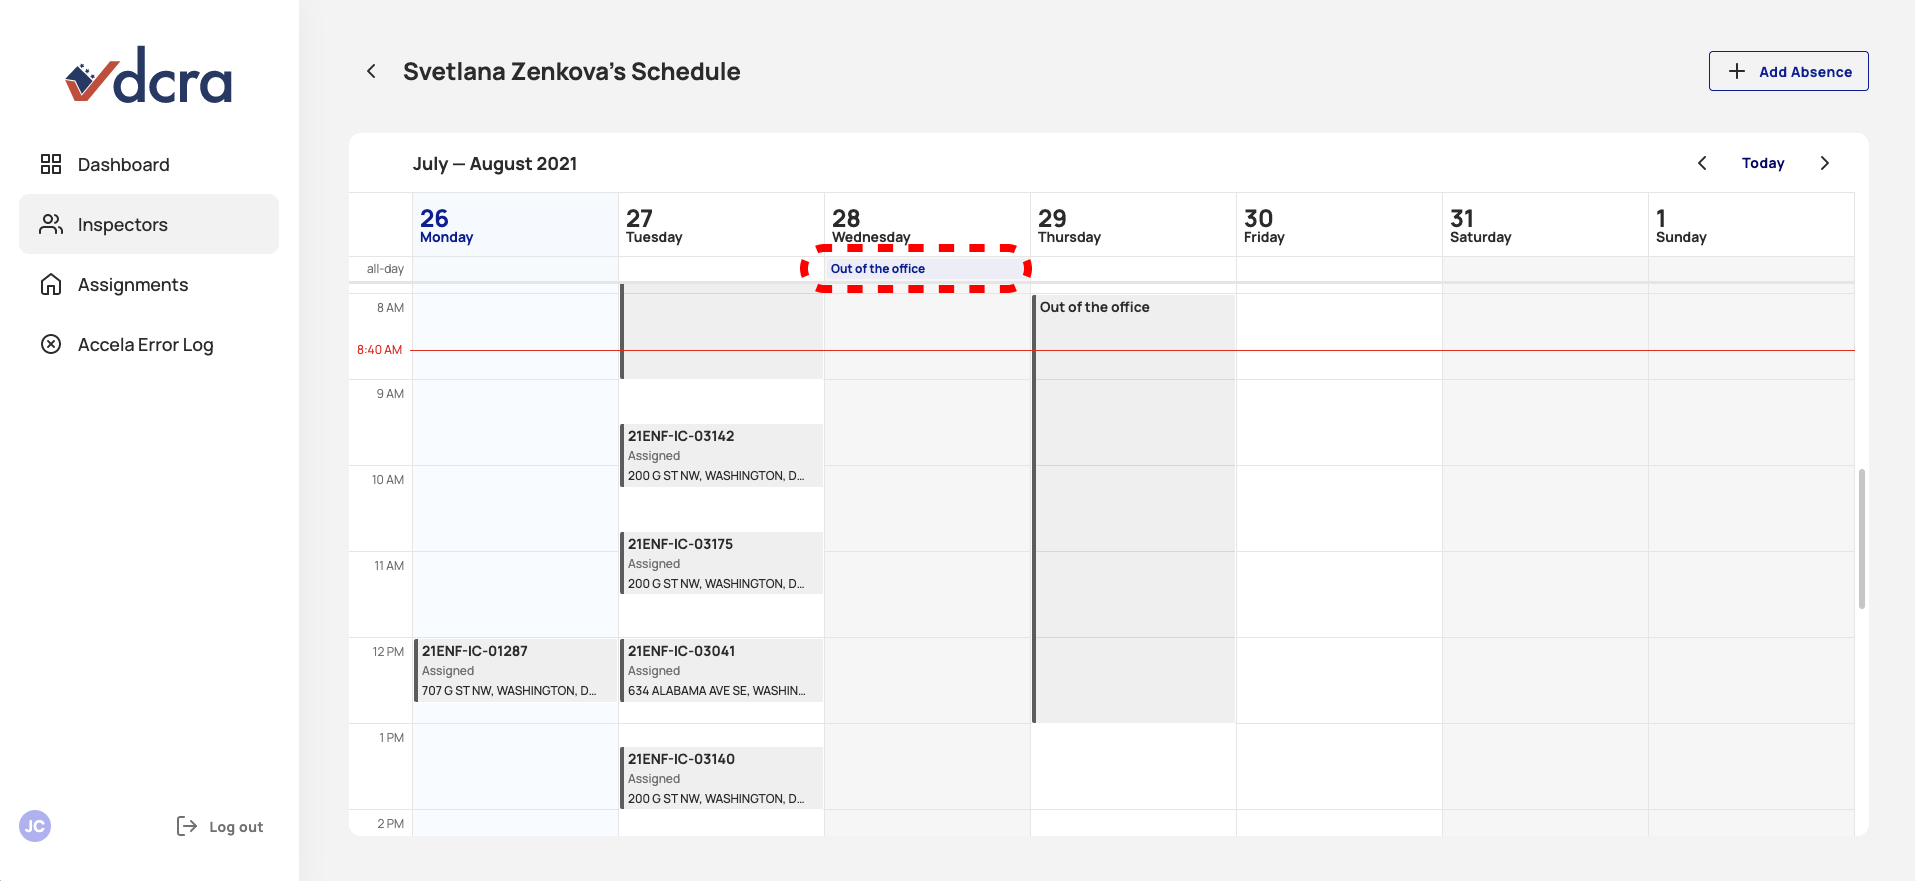 dcra
Dashboard
Inspectors
Assignments
Accela Error Log
JC
Log out
Svetlana Zenkova's Schedule
Add Absence
July — August 2021
Today
26
Monday
27
Tuesday
28
Wednesday
29
Thursday
30
Friday
31
Saturday
1
Sunday
all-day
Out of the office
8 AM
Out of the office
8:40 AM
9 AM
21ENF-IC-03142
Assigned
200 G ST NW, WASHINGTON, D...
10 AM
21ENF-IC-03175
Assigned
200 G ST NW, WASHINGTON, D...
11 AM
12 PM
21ENF-IC-01287
Assigned
707 G ST NW, WASHINGTON, D...
21ENF-IC-03041
Assigned
634 ALABAMA AVE SE, WASHIN...
1 PM
21ENF-IC-03140
Assigned
200 G ST NW, WASHINGTON, D...
2 PM